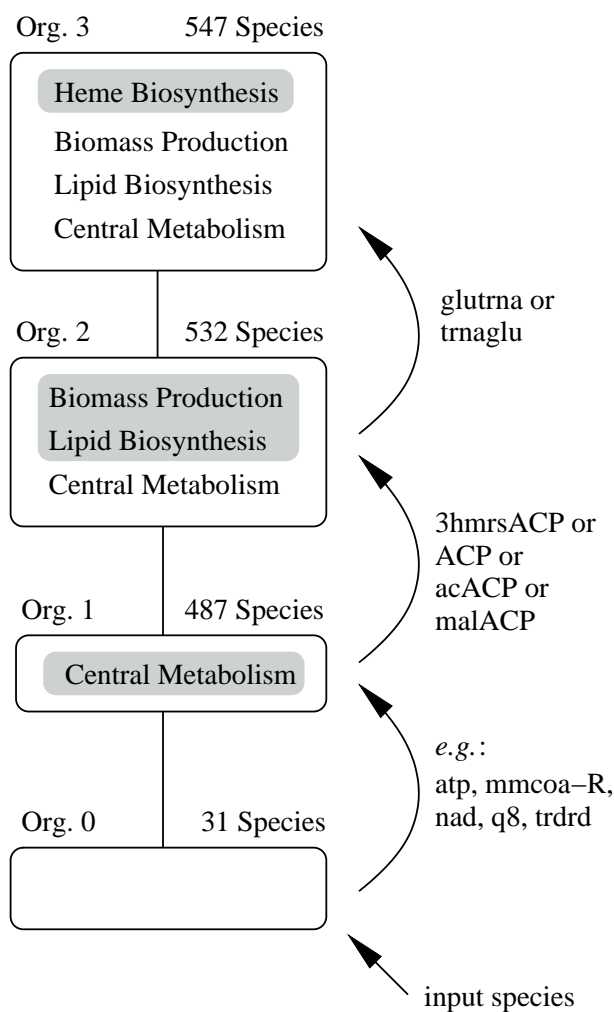 Org. 3 547 Species
Heme Biosynthesis
Biomass Production
Lipid Biosynthesis
Central Metabolism
glutrna or
trnaglu
Org. 2 532 Species
Biomass Production
Lipid Biosynthesis
Central Metabolism
3hmrsACP or
ACP or
acACP or
malACP
Org. 1 487 Species
Central Metabolism
e.g.:
atp, mmcoa−R,
nad, q8, trdrd
Org. 0 31 Species
input species